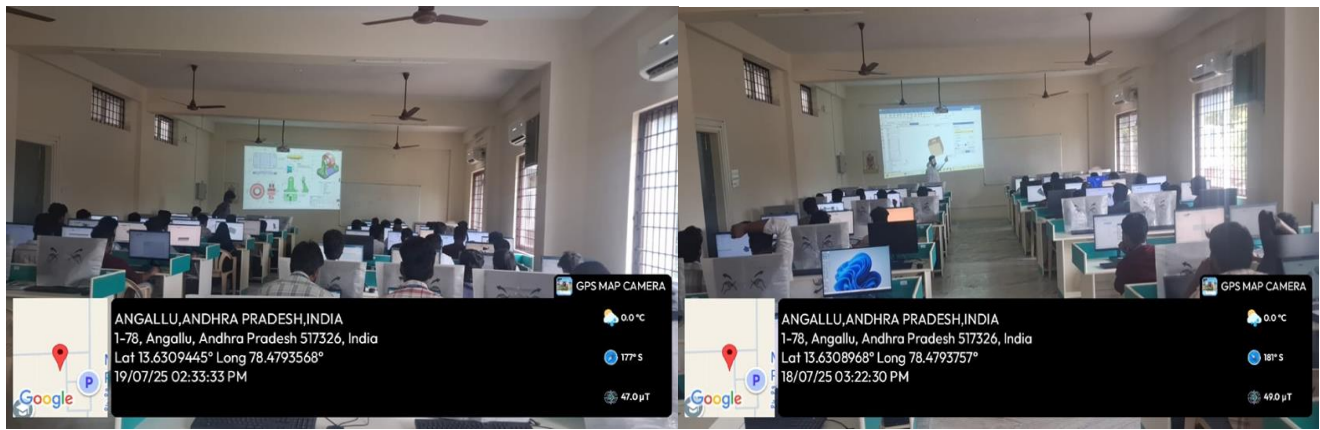 GPS MAP CAMERA
ANGALLU,ANDHRA PRADESH,INDIA
1-78, Angallu, Andhra Pradesh 517326, India
Lat 13.6309445° Long 78.4793568°
19/07/25 02:33:33 PM
0.0 °C
177° S
47.0 μT
P
Google
GPS MAP CAMERA
ANGALLU,ANDHRA PRADESH,INDIA
1-78, Angallu, Andhra Pradesh 517326, India
Lat 13.6308968° Long 78.4793757°
18/07/25 03:22:30 PM
0.0 °C
181° S
49.0 μT
P
Google